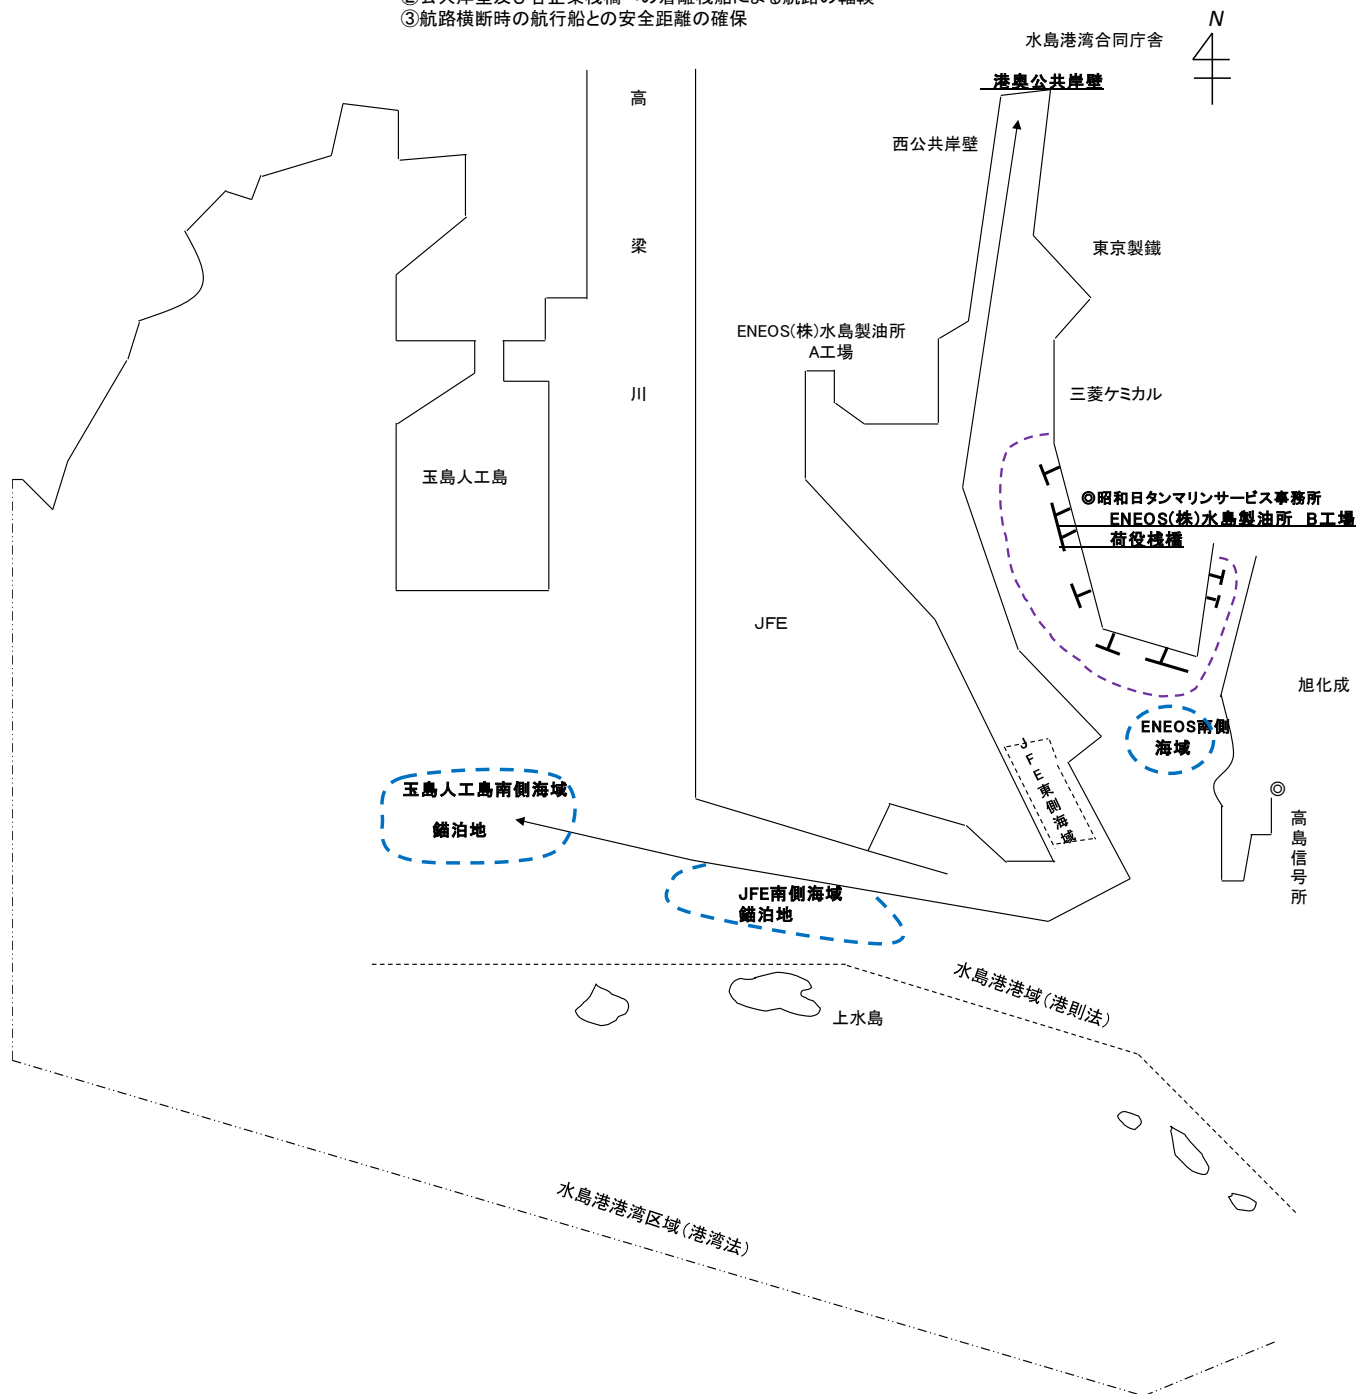 ③航路横断時の航行船との安全距離の確保
N
水島港湾合同庁舎
港奥公共岸壁
西公共岸壁
高
梁
川
東京製鐵
ENEOS(株)水島製油所
A工場
三菱ケミカル
玉島人工島
◎昭和日タンマリンサービス事務所
ENEOS(株)水島製油所 B工場
荷役桟橋
JFE
旭化成
ENEOS南側
海域
JFE東側海域
玉島人工島南側海域
錨泊地
◎
高島信号所
JFE南側海域
錨泊地
水島港港域(港則法)
上水島
水島港港湾区域(港湾法)